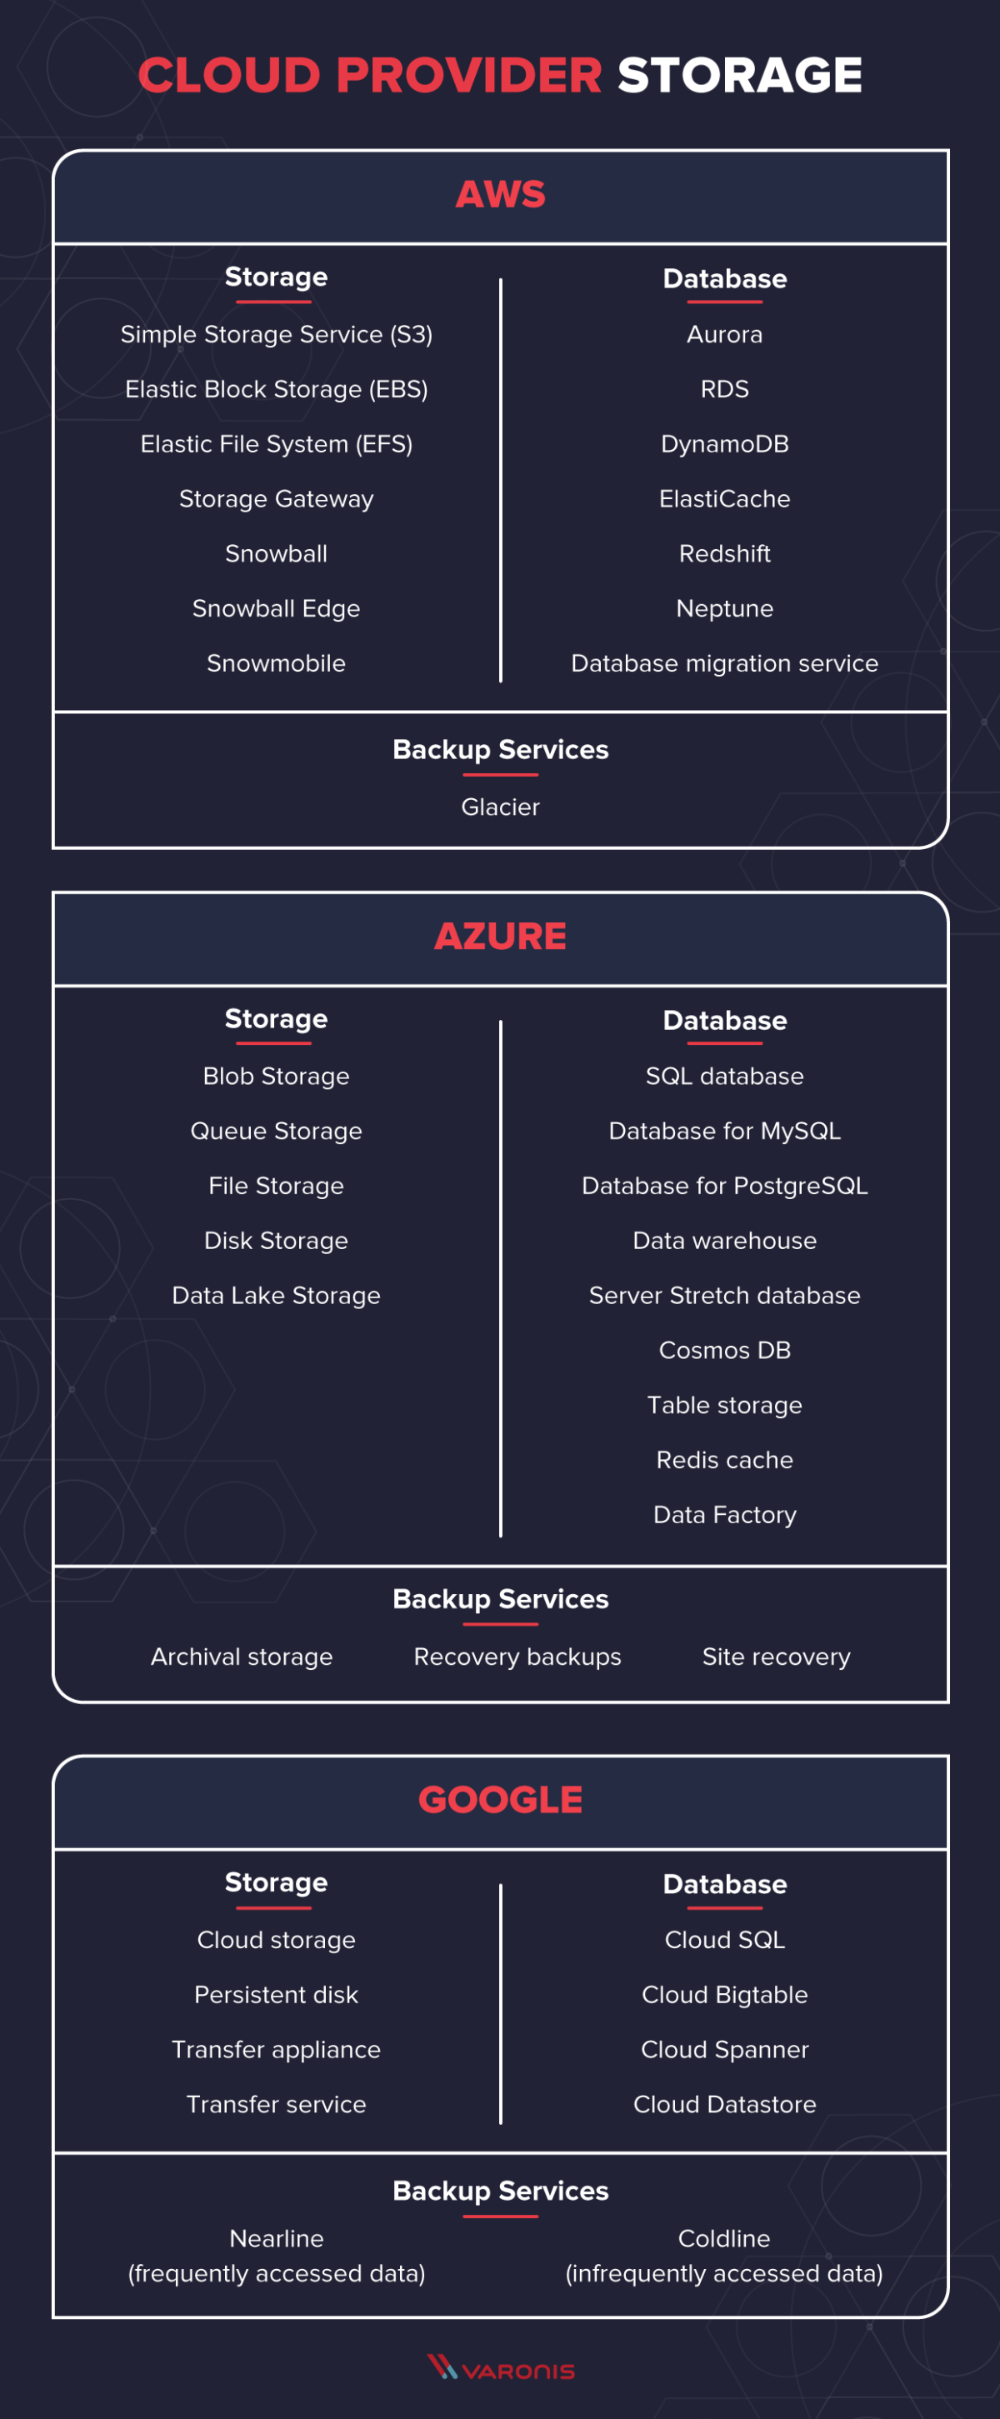 CLOUD PROVIDER STORAGE
AWS
Storage
Simple Storage Service (S3)
Elastic Block Storage (EBS)
Elastic File System (EFS)
Storage Gateway
Snowball
Snowball Edge
Snowmobile
Database
Aurora
RDS
DynamoDB
ElastiCache
Redshift
Neptune
Database migration service
Backup Services
Glacier
AZURE
Storage
Blob Storage
Queue Storage
File Storage
Disk Storage
Data Lake Storage
Database
SQL database
Database for MySQL
Database for PostgreSQL
Data warehouse
Server Stretch database
Cosmos DB
Table storage
Redis cache
Data Factory
Backup Services
Archival storage
Recovery backups
Site recovery
GOOGLE
Storage
Cloud storage
Persistent disk
Transfer appliance
Transfer service
Database
Cloud SQL
Cloud Bigtable
Cloud Spanner
Cloud Datastore
Backup Services
Nearline
(frequently accessed data)
Coldline
(infrequently accessed data)
VARONIS